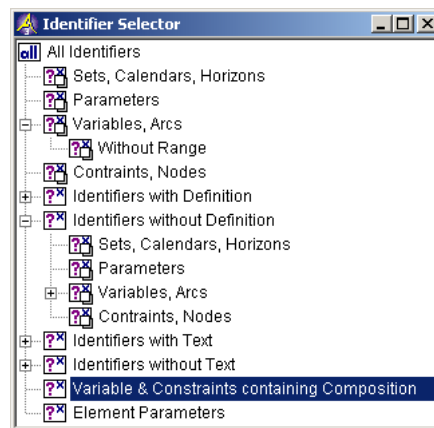 Identifier Selector
all All Identifiers
Sets, Calendars, Horizons
Parameters
Variables, Arcs
Without Range
Contraints, Nodes
Identifiers with Definition
Identifiers without Definition
Sets, Calendars, Horizons
Parameters
Variables, Arcs
Contraints, Nodes
Identifiers with Text
Identifiers without Text
Variable & Constraints containing Composition
Element Parameters